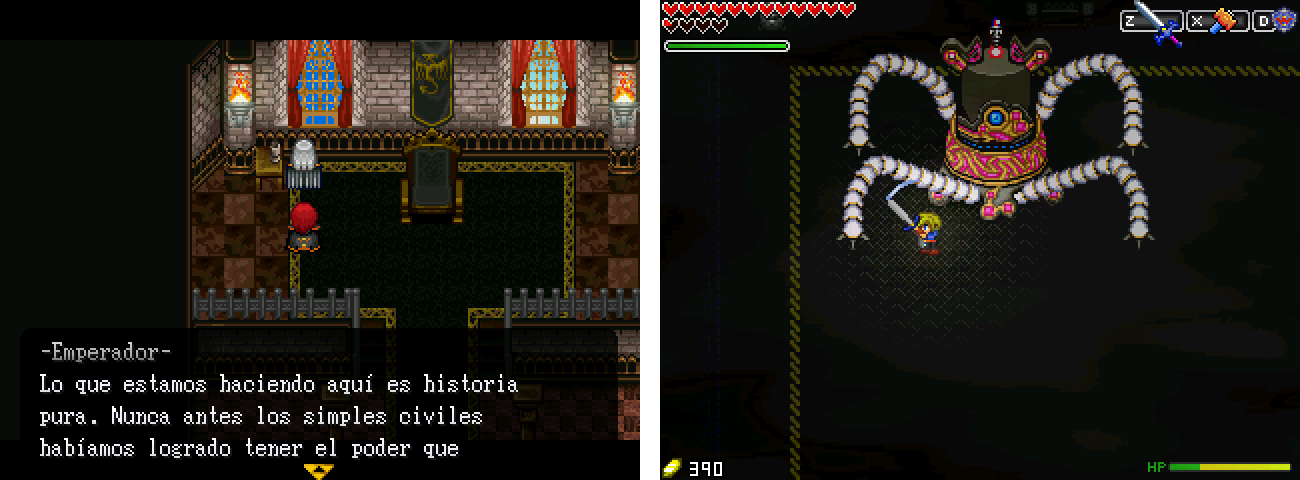 -Emperador-
Lo que estamos haciendo aquí es historia
pura. Nunca antes los simples civiles
habíamos logrado tener el poder que
Z X D
390
HP